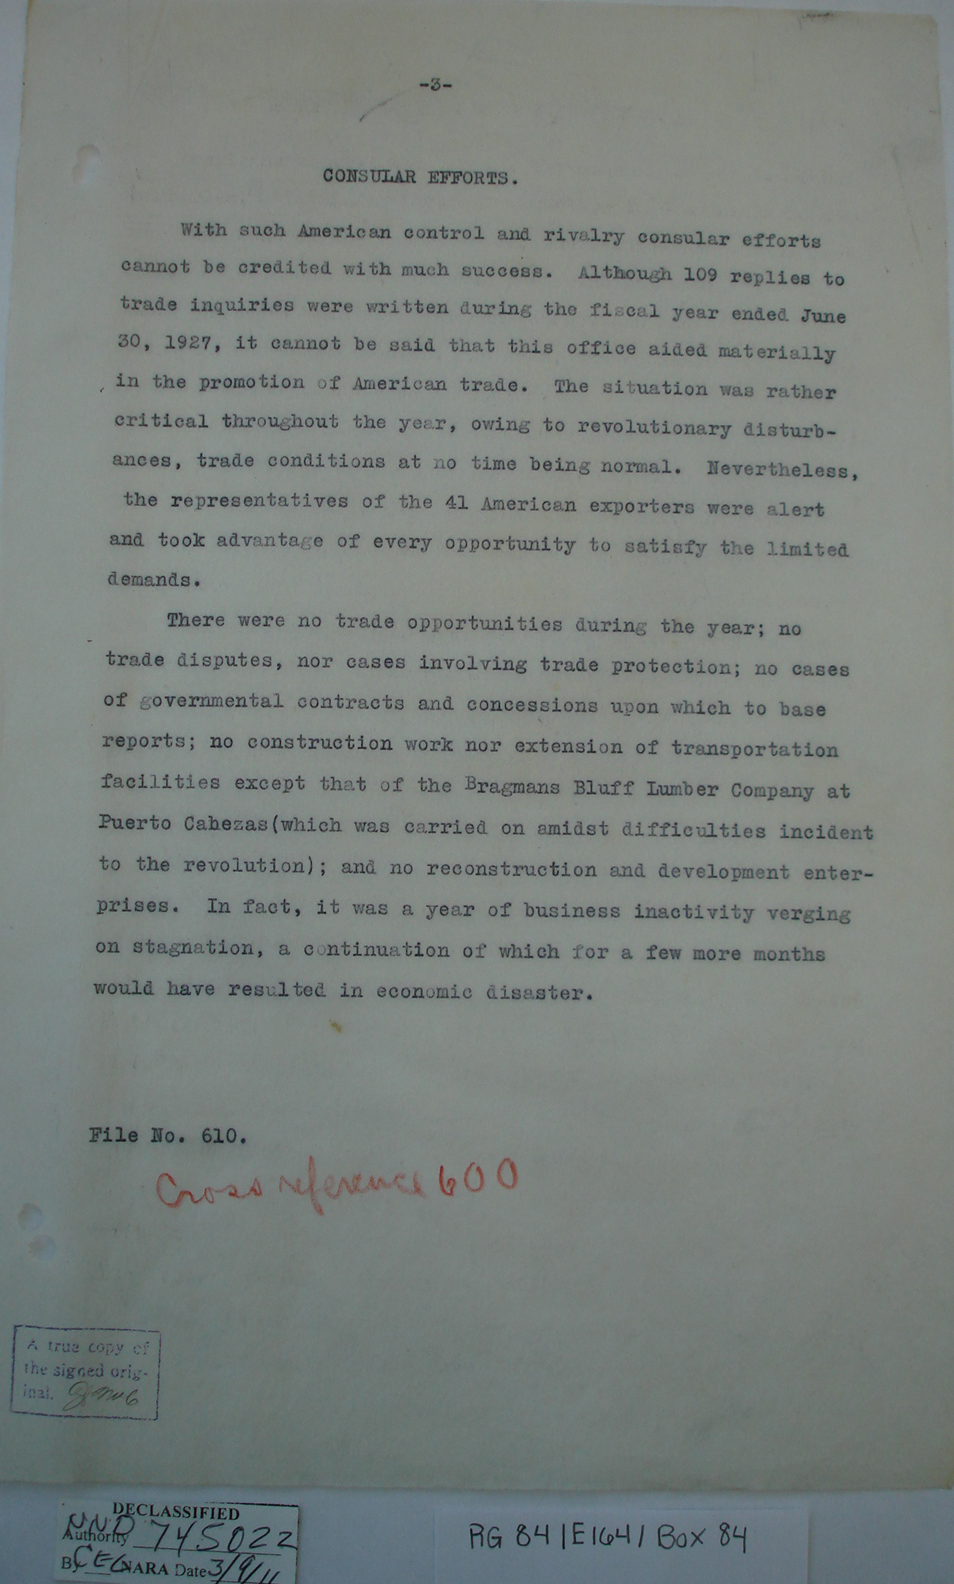 -3-
CONSULAR EFFORTS.
With such American control and rivalry consular efforts
cannot be credited with much success. Although 109 replies to
trade inquiries were written during the fiscal year ended June
30, 1927, it cannot be said that this office aided materially
in the promotion of American trade. The situation was rather
critical throughout the year, owing to revolutionary disturb-
ances, trade conditions at no time being normal. Nevertheless,
the representatives of the 41 American exporters were alert
and took advantage of every opportunity to satisfy the limited
demands.
There were no trade opportunities during the year; no
trade disputes, nor cases involving trade protection; no cases
of governmental contracts and concessions upon which to base
reports; no construction work nor extension of transportation
facilities except that of the Bragmans Bluff Lumber Company at
Puerto Cabezas(which was carried on amidst difficulties incident
to the revolution); and no reconstruction and development enter-
prises. In fact, it was a year of business inactivity verging
on stagnation, a continuation of which for a few more months
would have resulted in economic disaster.
File No. 610.
Cross reference 600
A true copy of
the signed orig-
inal.
DECLASSIFIED
Authority NND 745022
By CEG NARA Date 3/9/11
RG 84/E164/Box 84